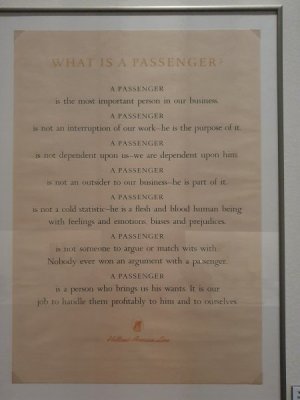 WHAT IS A PASSENGER?
A PASSENGER
is the most important person in our business.
A PASSENGER
is not an interruption of our work—he is the purpose of it.
A PASSENGER
is not dependent upon us—we are dependent upon him.
A PASSENGER
is not an outsider to our business—he is part of it.
A PASSENGER
is not a cold statistic—he is a flesh and blood human being
with feelings and emotions, biases and prejudices.
A PASSENGER
is not someone to argue or match wits with.
Nobody ever won an argument with a passenger.
A PASSENGER
is a person who brings us his wants. It is our
job to handle them profitably to him and to ourselves.
Holland-America Line